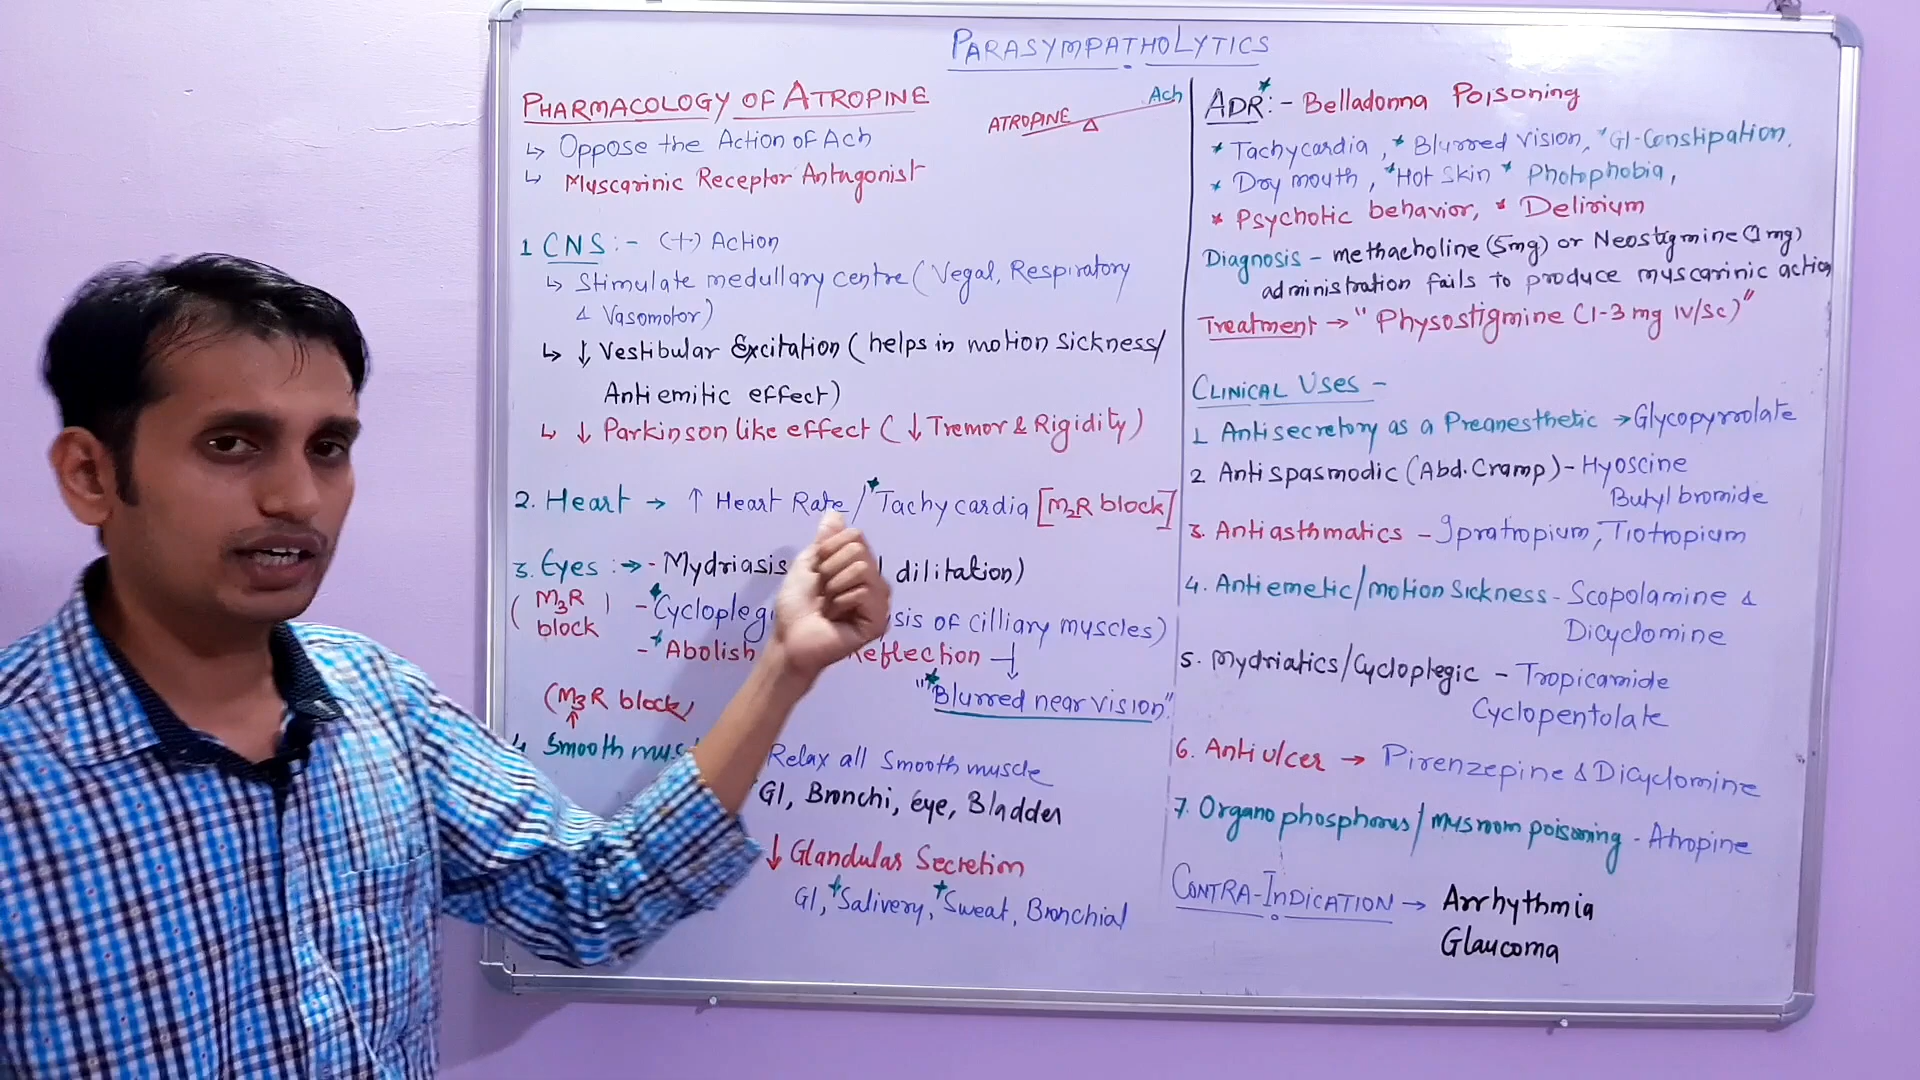 PARASYMPATHOLYTICS
PHARMACOLOGY OF ATROPINE
↳ Oppose the Action of Ach
↳ Muscarinic Receptor Antagonist
ATROPINE Ach
1 CNS :- (+) Action
↳ Stimulate medullary centre (Vegal, Respiratory
& Vasomotor)
↳ ↓ Vestibular Excitation (helps in motion sickness/
Antiemitic effect)
↳ ↓ Parkinson like effect (↓ Tremor & Rigidity)
2. Heart → ↑ Heart Rate / *Tachycardia [M2R block]
3. Eyes :→ - Mydriasis dilitation)
(M3R block) - *Cyclopleg sis of cilliary muscles)
- *Abolish Reflection
"*Blurred near vision"
(M3R block)
4 Smooth mus Relax all Smooth muscle
GI, Bronchi, eye, Bladder
↓ Glandular Secretion
GI, *Salivery, *Sweat, Bronchial
ADR* :- Belladonna Poisoning
* Tachycardia, * Blurred vision, *GI-Constipation,
* Dry mouth, *Hot Skin * Photophobia,
* Psychotic behavior, * Delirium
Diagnosis - methacholine (5mg) or Neostigmine (1 mg)
administration fails to produce muscarinic action
Treatment → "Physostigmine (1-3 mg IV/SC)"
CLINICAL USES -
1 Antisecretory as a Preanesthetic → Glycopyrrolate
2 Antispasmodic (Abd. Cramp) - Hyoscine
Butylbromide
3. Antiasthmatics - Ipratropium, Tiotropium
4. Antiemetic/motion Sickness - Scopolamine &
Dicyclomine
5. Mydriatics/Cycloplegic - Tropicamide
Cyclopentolate
6. Antiulcer → Pirenzepine & Dicyclomine
7. Organophosphorus/musroom poisoning - Atropine
CONTRA-INDICATION → Arrhythmia
Glaucoma